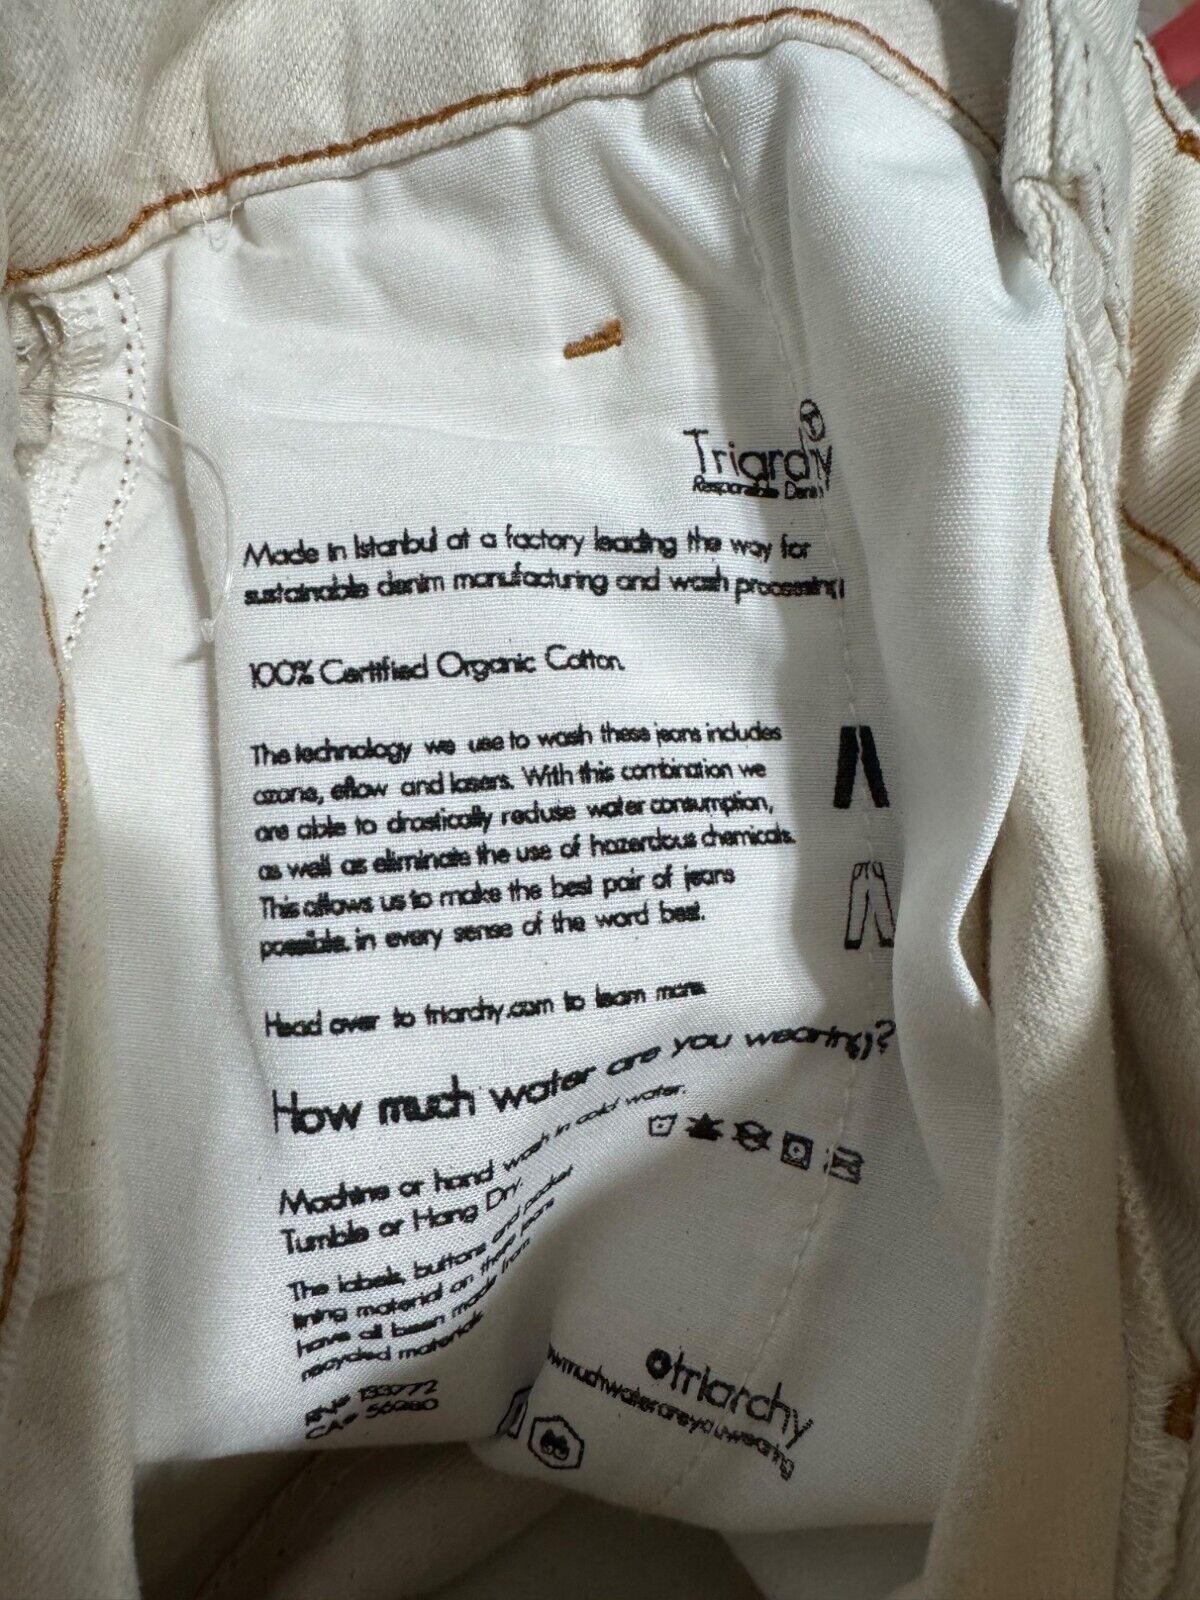 Triarchy
Responsible Denim
Made in Istanbul at a factory leading the way for
sustainable denim manufacturing and wash processing
100% Certified Organic Cotton.
The technology we use to wash these jeans includes
ozone, eflow and lasers. With this combination we
are able to drastically reduse water consumption,
as well as eliminate the use of hazerdous chemicals.
This allows us to make the best pair of jeans
possible. in every sense of the word best.
Head over to triarchy.com to learn more.
How much water are you wearing?
Machine or hand wash in cold water.
Tumble or Hang Dry.
The labels, buttons and pocket
lining material on these jeans
have all been made from
recycled materials.
RN# 133772
CA# 56280
triarchy
wmuchwaterareyouwearing